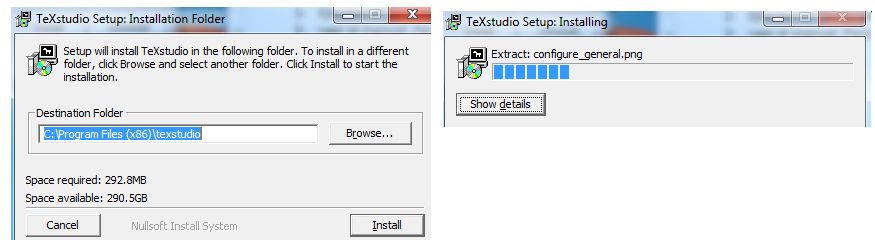 TeXstudio Setup: Installation Folder
Setup will install TeXstudio in the following folder. To install in a different
folder, click Browse and select another folder. Click Install to start the
installation.
Destination Folder
C:\Program Files (x86)\texstudio
Browse...
Space required: 292.8MB
Space available: 290.5GB
Cancel
Nullsoft Install System
Install
TeXstudio Setup: Installing
Extract: configure_general.png
Show details